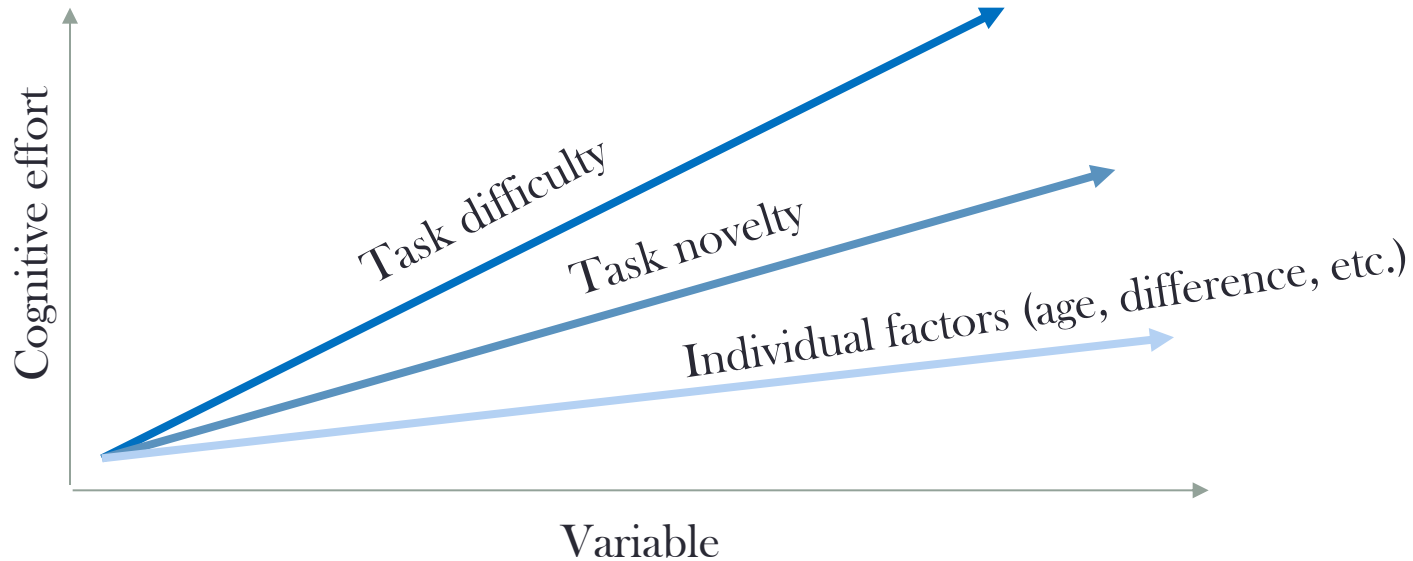 Cognitive effort
Task difficulty
Task novelty
Individual factors (age, difference, etc.)
Variable